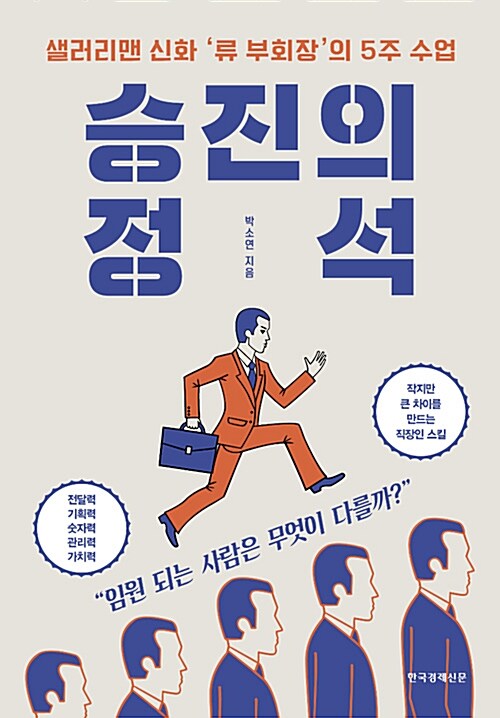 샐러리맨 신화 ‘류 부회장’의 5주 수업
승진의
정석
박소연 지음
작지만
큰 차이를
만드는
직장인 스킬
전달력
기획력
숫자력
관리력
가치력
“임원 되는 사람은 무엇이 다를까?”
한국경제신문